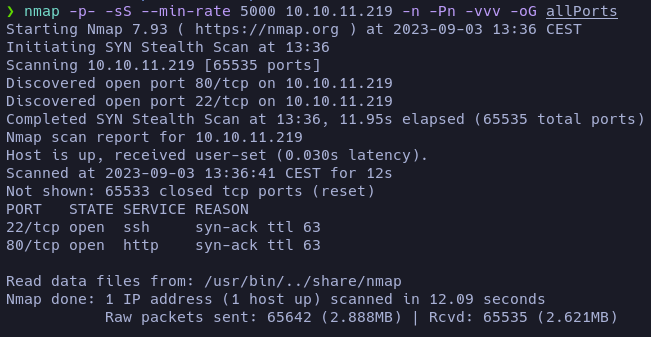 ❯ nmap -p- -sS --min-rate 5000 10.10.11.219 -n -Pn -vvv -oG allPorts
Starting Nmap 7.93 ( https://nmap.org ) at 2023-09-03 13:36 CEST
Initiating SYN Stealth Scan at 13:36
Scanning 10.10.11.219 [65535 ports]
Discovered open port 80/tcp on 10.10.11.219
Discovered open port 22/tcp on 10.10.11.219
Completed SYN Stealth Scan at 13:36, 11.95s elapsed (65535 total ports)
Nmap scan report for 10.10.11.219
Host is up, received user-set (0.030s latency).
Scanned at 2023-09-03 13:36:41 CEST for 12s
Not shown: 65533 closed tcp ports (reset)
PORT   STATE SERVICE REASON
22/tcp open  ssh     syn-ack ttl 63
80/tcp open  http    syn-ack ttl 63
Read data files from: /usr/bin/../share/nmap
Nmap done: 1 IP address (1 host up) scanned in 12.09 seconds
Raw packets sent: 65642 (2.888MB) | Rcvd: 65535 (2.621MB)